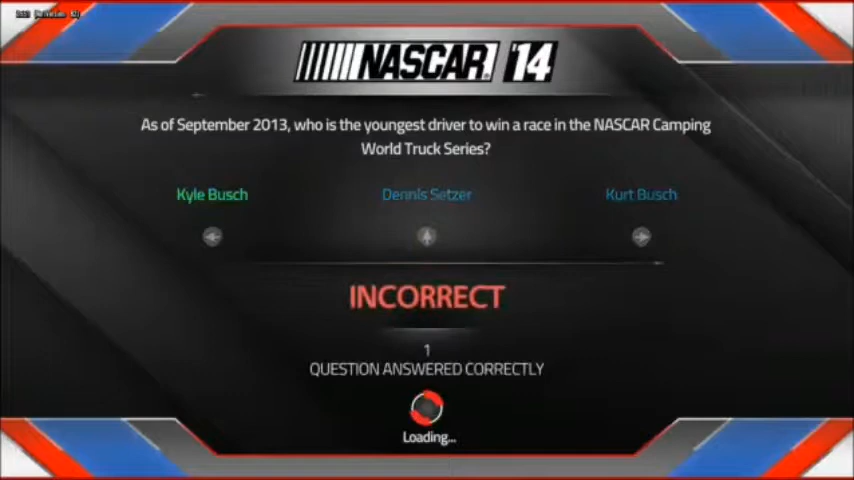 NASCAR '14
As of September 2013, who is the youngest driver to win a race in the NASCAR Camping
World Truck Series?
Kyle Busch Dennis Setzer Kurt Busch
INCORRECT
1
QUESTION ANSWERED CORRECTLY
Loading...